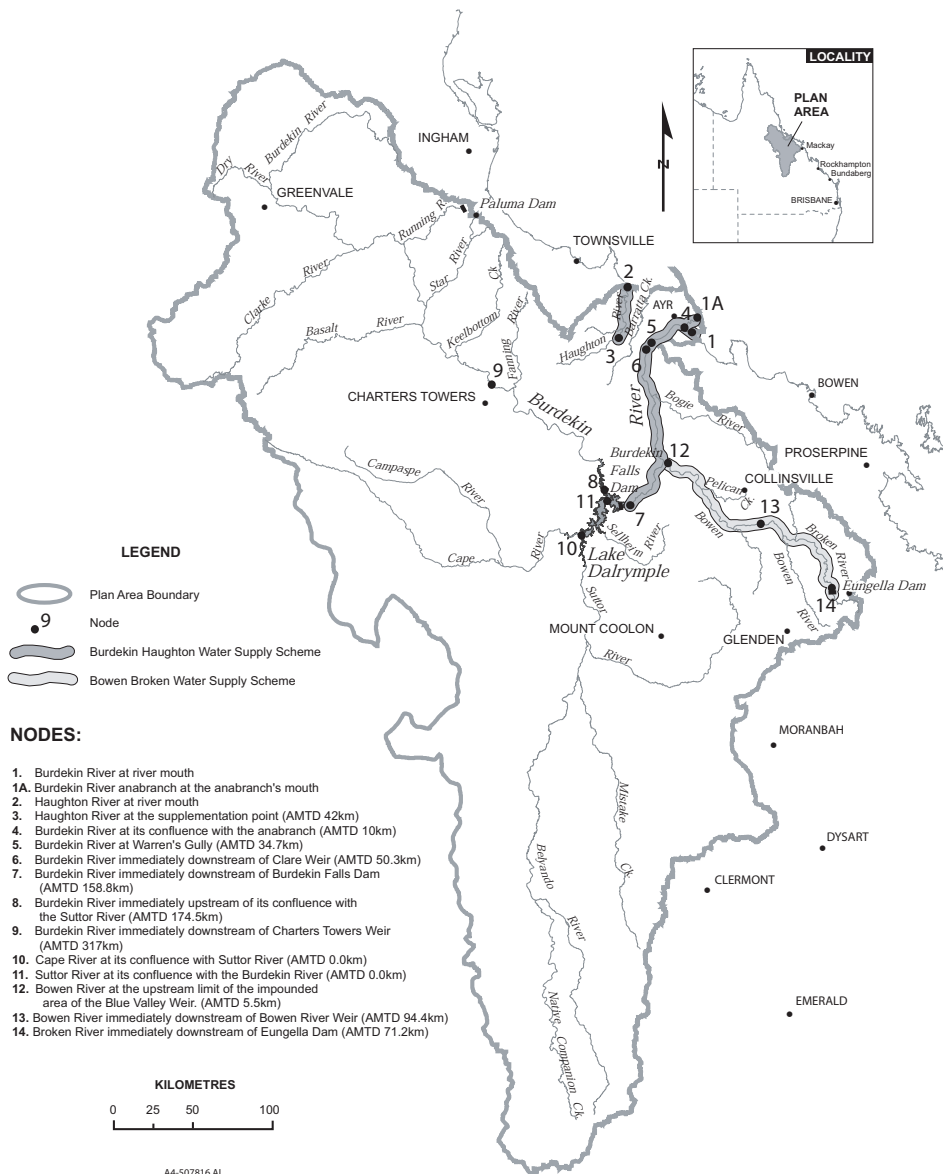 LOCALITY
PLAN
AREA
Mackay
Rockhampton
Bundaberg
BRISBANE
N
INGHAM
Burdekin River
Dry River
GREENVALE
Running R.
Paluma Dam
TOWNSVILLE
Star River
Ck
Clarke River
Basalt River
Keelbottom
Fanning River
2
AYR
1A
4
River
Barratta Ck.
Haughton
5
3
6
1
9
CHARTERS TOWERS
Burdekin
River
BOWEN
Bogie River
PROSERPINE
Burdekin
Falls
Dam
12
COLLINSVILLE
Pelican Ck.
Campaspe River
8
11
7
13
Bowen
Broken River
Sellheim River
Cape River
10
Lake
Dalrymple
Bowen River
Eungella Dam
14
Suttor
River
MOUNT COOLON
GLENDEN
MORANBAH
Mistake Ck.
DYSART
Belyando River
CLERMONT
Native Companion Ck.
EMERALD
LEGEND
Plan Area Boundary
9 Node
Burdekin Haughton Water Supply Scheme
Bowen Broken Water Supply Scheme
NODES:
1. Burdekin River at river mouth
1A. Burdekin River anabranch at the anabranch's mouth
2. Haughton River at river mouth
3. Haughton River at the supplementation point (AMTD 42km)
4. Burdekin River at its confluence with the anabranch (AMTD 10km)
5. Burdekin River at Warren's Gully (AMTD 34.7km)
6. Burdekin River immediately downstream of Clare Weir (AMTD 50.3km)
7. Burdekin River immediately downstream of Burdekin Falls Dam
(AMTD 158.8km)
8. Burdekin River immediately upstream of its confluence with
the Suttor River (AMTD 174.5km)
9. Burdekin River immediately downstream of Charters Towers Weir
(AMTD 317km)
10. Cape River at its confluence with Suttor River (AMTD 0.0km)
11. Suttor River at its confluence with the Burdekin River (AMTD 0.0km)
12. Bowen River at the upstream limit of the impounded
area of the Blue Valley Weir. (AMTD 5.5km)
13. Bowen River immediately downstream of Bowen River Weir (AMTD 94.4km)
14. Broken River immediately downstream of Eungella Dam (AMTD 71.2km)
KILOMETRES
0 25 50 100
A4-507816.AI